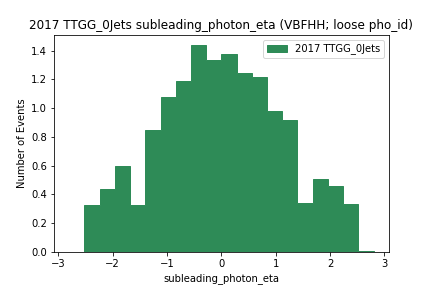 2017 TTGG_0Jets subleading_photon_eta (VBFHH; loose pho_id)
2017 TTGG_0Jets
Number of Events
1.4
1.2
1.0
0.8
0.6
0.4
0.2
0.0
−3 −2 −1 0 1 2 3
subleading_photon_eta